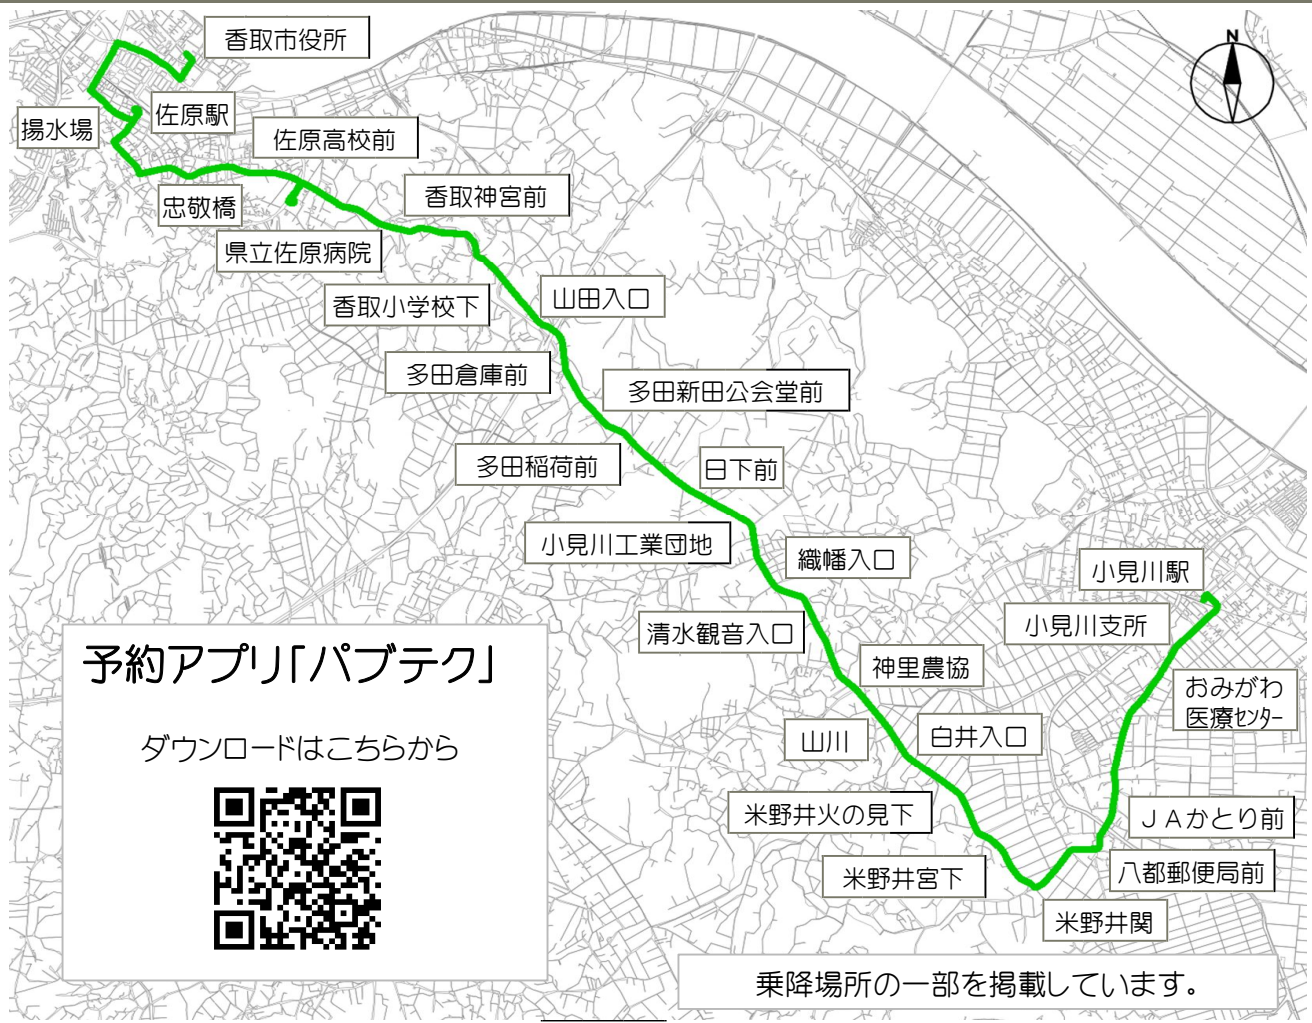 香取市役所
N
佐原駅
揚水場
佐原高校前
香取神宮前
忠敬橋
県立佐原病院
香取小学校下
山田入口
多田倉庫前
多田新田公会堂前
多田稲荷前
日下前
小見川工業団地
織幡入口
小見川駅
清水観音入口
小見川支所
神里農協
おみがわ
医療センター
山川
白井入口
米野井火の見下
JAかとり前
米野井宮下
八都郵便局前
米野井関
予約アプリ「パブテク」
ダウンロードはこちらから
乗降場所の一部を掲載しています。